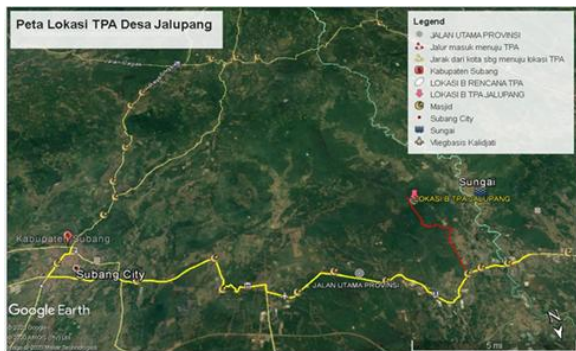 Peta Lokasi TPA Desa Jalupang
Legend
JALAN UTAMA PROVINSI
Jalur masuk menuju TPA
Jarak dari kota sbg menuju lokasi TPA
Kabupaten Subang
LOKASI B RENCANA TPA
LOKASI B TPA JALUPANG
Masjid
Subang City
Sungai
Vliegbasis Kalidjati
Sungai
LOKASI B TPA JALUPANG
Kabupaten Subang
Subang City
JALAN UTAMA PROVINSI
Google Earth
N
5 mi